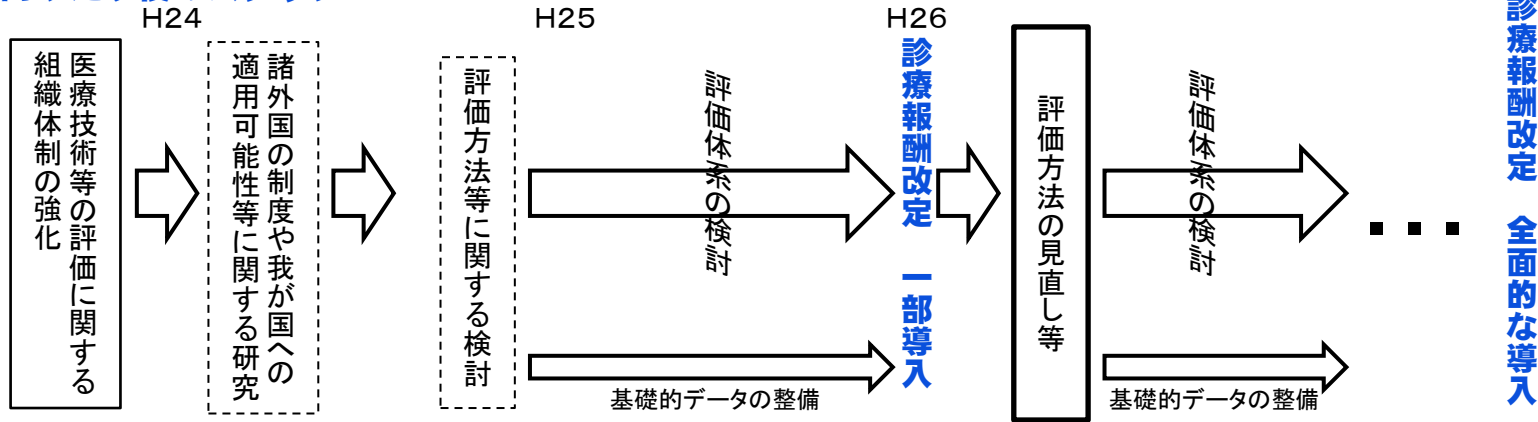 H24
H25
H26
医療技術等の評価に関する
組織体制の強化
諸外国の制度や我が国への
適用可能性等に関する研究
評価方法等に関する検討
評価体系の検討
基礎的データの整備
診療報酬改定　一部導入
評価方法の見直し等
評価体系の検討
基礎的データの整備
・・・
診療報酬改定　全面的な導入